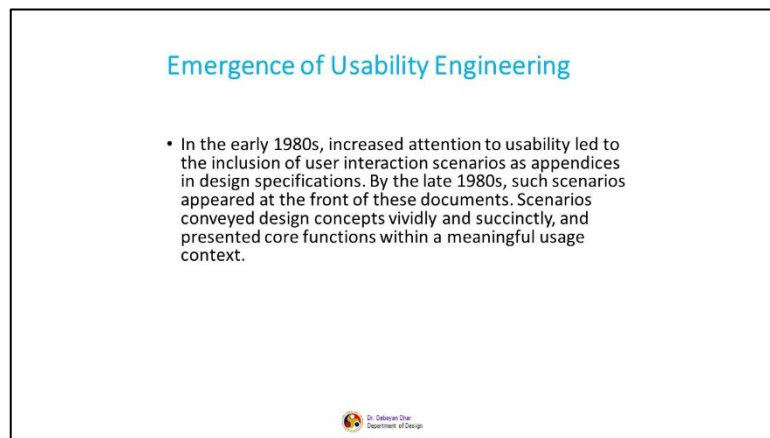 Emergence of Usability Engineering
• In the early 1980s, increased attention to usability led to
the inclusion of user interaction scenarios as appendices
in design specifications. By the late 1980s, such scenarios
appeared at the front of these documents. Scenarios
conveyed design concepts vividly and succinctly, and
presented core functions within a meaningful usage
context.
Dr. Debayan Dhar
Department of Design